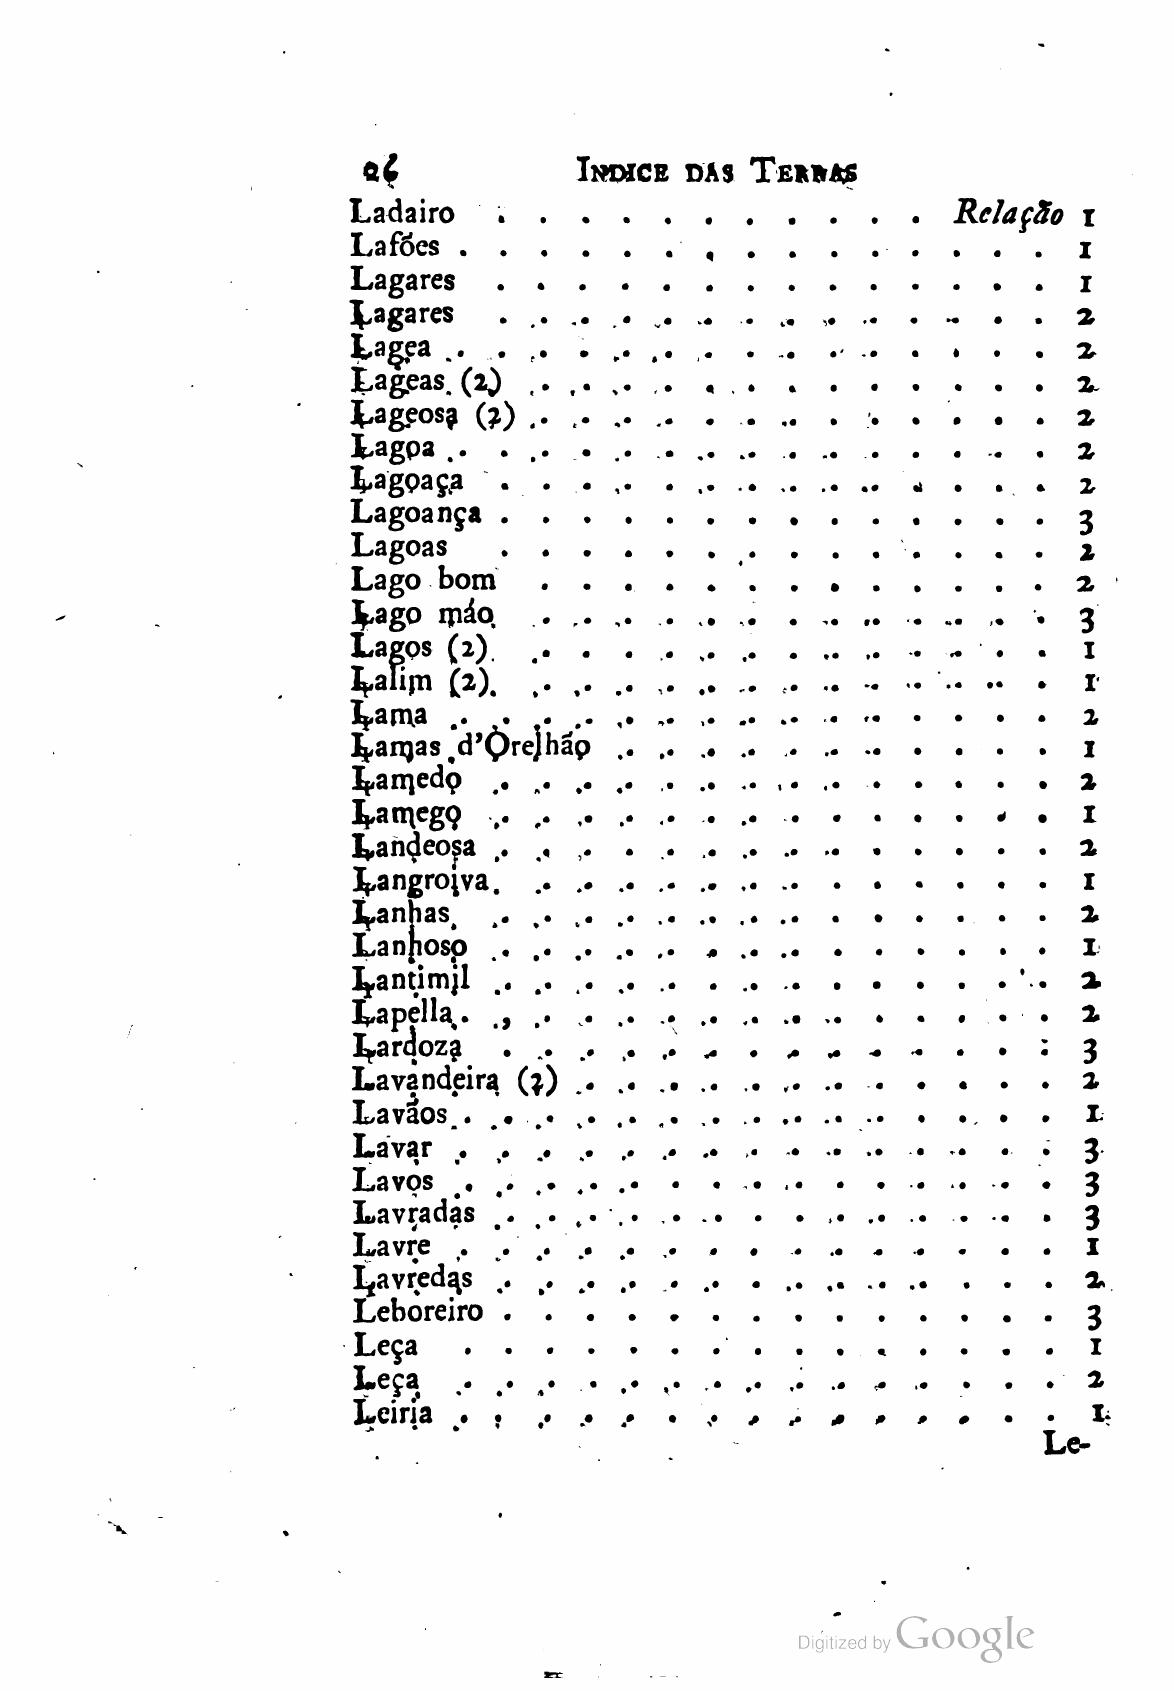 26 INDICE DAS TERRAS
Ladairo . . . . . . . . . . . Relação 1
Lafões . . . . . . . . . . . . . . . 1
Lagares . . . . . . . . . . . . . . 1
Lagares . . . . . . . . . . . . . . 2
Lagea . . . . . . . . . . . . . . . 2
Lageas (2) . . . . . . . . . . . . . 2
Lageosa (2) . . . . . . . . . . . . . 2
Lagoa . . . . . . . . . . . . . . . 2
Lagoaça . . . . . . . . . . . . . . 2
Lagoança . . . . . . . . . . . . . . 3
Lagoas . . . . . . . . . . . . . . 2
Lago bom . . . . . . . . . . . . . 2
Lago máo . . . . . . . . . . . . . 3
Lagos (2) . . . . . . . . . . . . . 1
Lalim (2) . . . . . . . . . . . . . 1
Lama . . . . . . . . . . . . . . . 2
Lamas d'Orelhão . . . . . . . . . . . 1
Lamedo . . . . . . . . . . . . . . 2
Lamego . . . . . . . . . . . . . . 1
Landeosa . . . . . . . . . . . . . . 2
Langroiva . . . . . . . . . . . . . 1
Lanhas . . . . . . . . . . . . . . 2
Lanhoso . . . . . . . . . . . . . . 1
Lantimil . . . . . . . . . . . . . . 2
Lapella . . . . . . . . . . . . . . 2
Lardoza . . . . . . . . . . . . . . 3
Lavandeira (2) . . . . . . . . . . . . 2
Lavãos . . . . . . . . . . . . . . . 1
Lavar . . . . . . . . . . . . . . . 3
Lavos . . . . . . . . . . . . . . . 3
Lavradas . . . . . . . . . . . . . . 3
Lavre . . . . . . . . . . . . . . . 1
Lavredas . . . . . . . . . . . . . . 2
Leboreiro . . . . . . . . . . . . . . 3
Leça . . . . . . . . . . . . . . . 1
Leça . . . . . . . . . . . . . . . 2
Leiria . . . . . . . . . . . . . . . 1
Le-
Digitized by Google